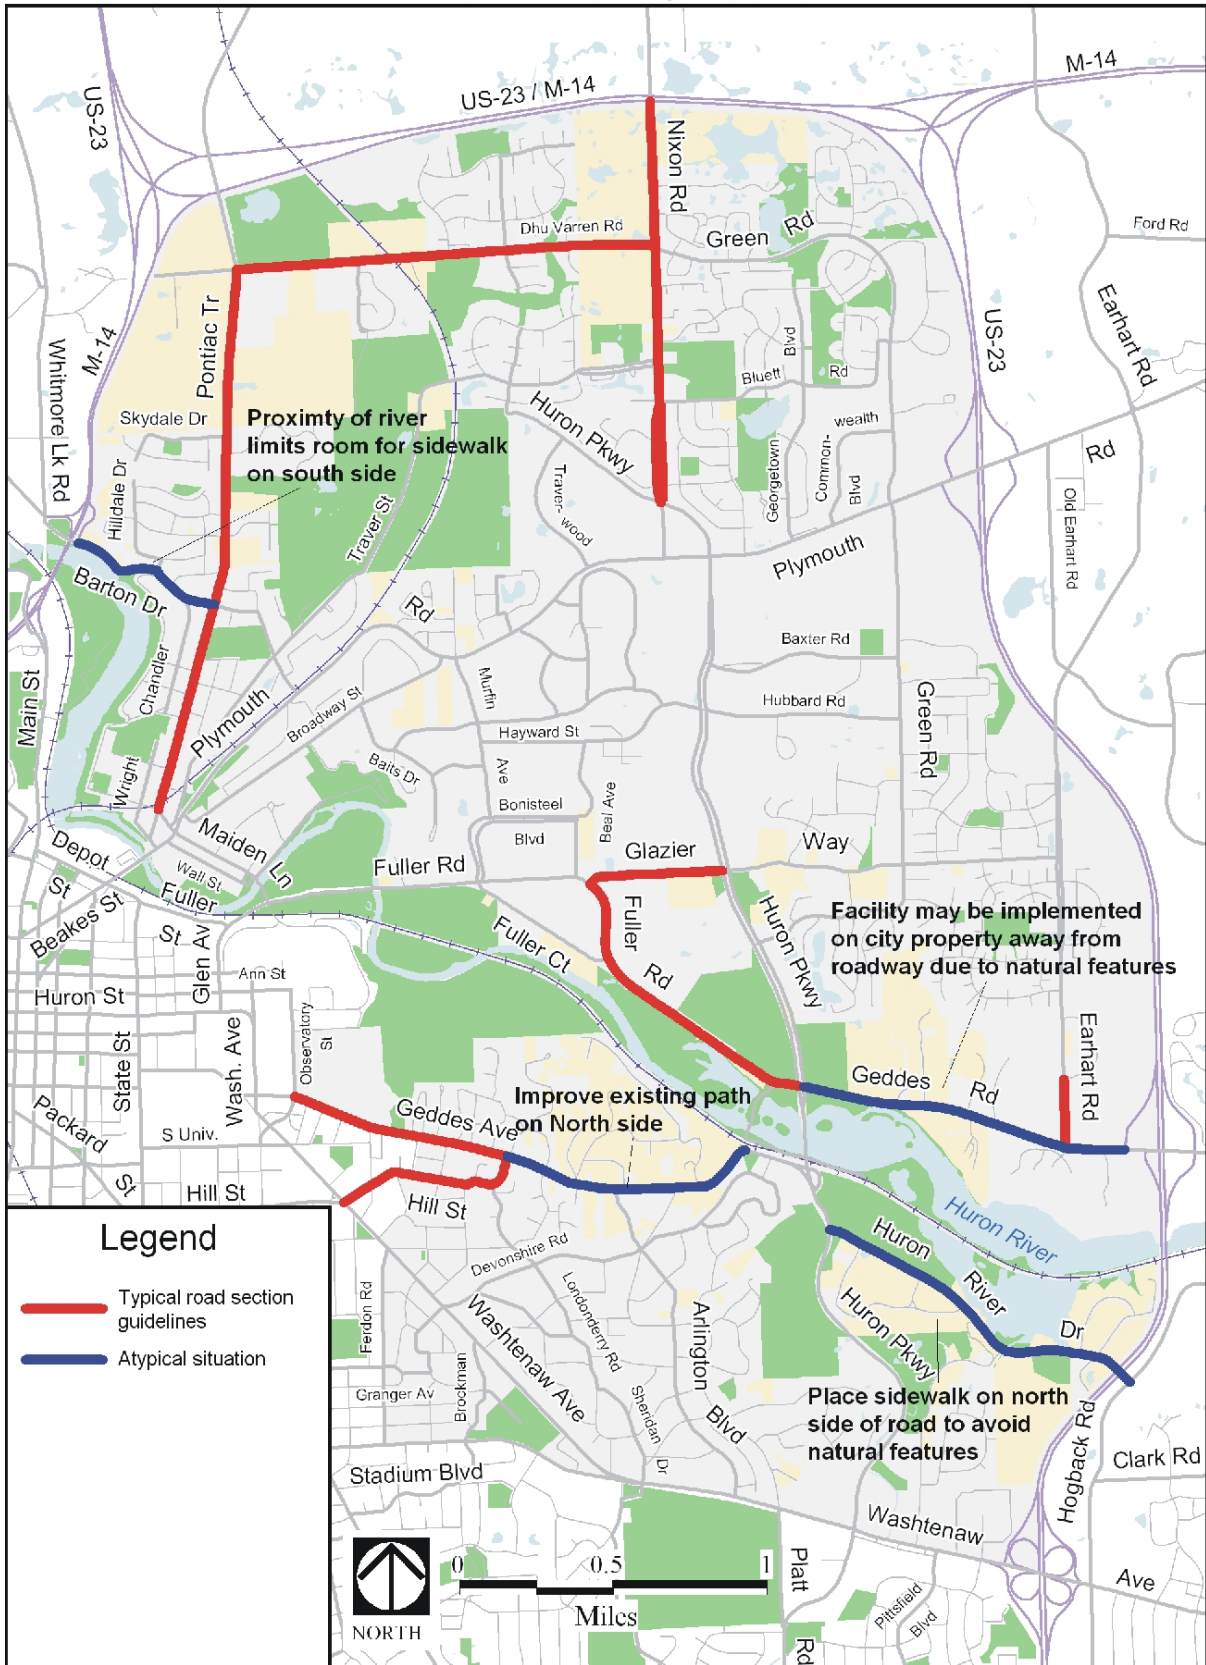 US-23 / M-14
M-14
US-23
Nixon Rd
Dhu Varren Rd
Green Rd
Ford Rd
Pontiac Tr
M-14
Whitmore Lk Rd
US-23
Earhart Rd
Skydale Dr
Proximty of river
limits room for sidewalk
on south side
Huron Pkwy
Bluett Rd
Blvd
Georgetown
Common-
wealth
Blvd
Rd
Hilldale Dr
Traver St
Traver-
wood
Plymouth
Old Earhart Rd
Barton Dr
Rd
Baxter Rd
Main St
Chandler
Plymouth
Broadway St
Murfin
Hubbard Rd
Green Rd
Hayward St
Wright
Baits Dr
Ave
Bonisteel
Blvd
Beal Ave
Maiden Ln
Depot
St
Wall St
Fuller Rd
Glazier
Way
Fuller
Beakes St
St
Glen Av
Fuller Ct
Fuller
Rd
Huron Pkwy
Facility may be implemented
on city property away from
roadway due to natural features
Ann St
Huron St
State St
Wash. Ave
Observatory
St
Earhart Rd
Geddes
Rd
Improve existing path
on North side
Geddes Ave
Packard
St
S Univ.
Hill St
Hill St
Huron River
Huron
River
Dr
Legend
Typical road section
guidelines
Atypical situation
Devonshire Rd
Ferdon Rd
Londonderry Rd
Washtenaw Ave
Arlington
Blvd
Huron Pkwy
Granger Av
Brockman
Sheridan
Dr
Place sidewalk on north
side of road to avoid
natural features
Hogback Rd
Stadium Blvd
Clark Rd
Washtenaw
Ave
Platt
Rd
Pittsfield
Blvd
NORTH
0 0.5 1
Miles